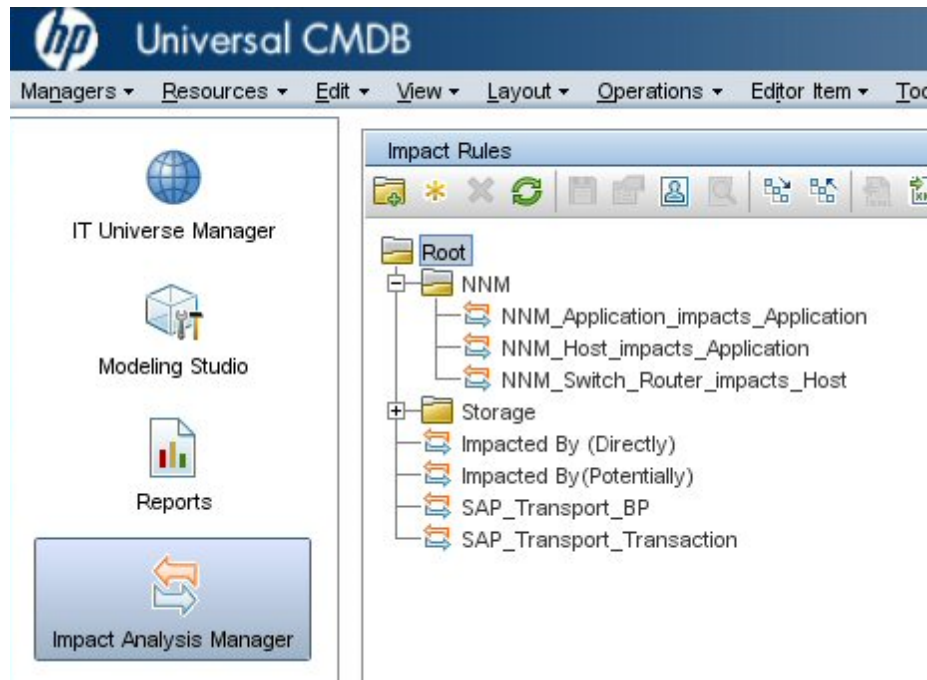 hp Universal CMDB
Managers Resources Edit View Layout Operations Editor Item
IT Universe Manager
Modeling Studio
Reports
Impact Analysis Manager
Impact Rules
Root
NNM
NNM_Application_impacts_Application
NNM_Host_impacts_Application
NNM_Switch_Router_impacts_Host
Storage
Impacted By (Directly)
Impacted By(Potentially)
SAP_Transport_BP
SAP_Transport_Transaction